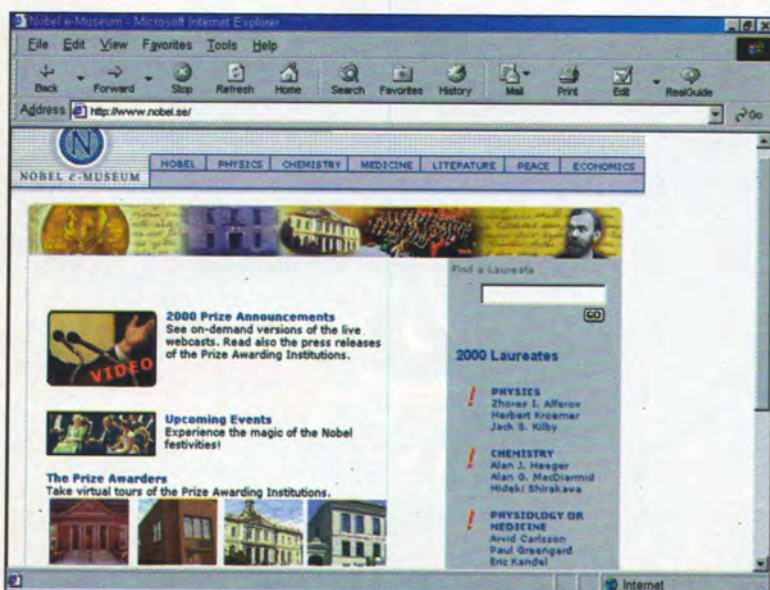 Nobel e-Museum - Microsoft Internet Explorer
File Edit View Favorites Tools Help
Back Forward Stop Refresh Home Search Favorites History Mail Print Edit RealGuide
Address http://www.nobel.se/ Go
N
NOBEL e-MUSEUM
NOBEL PHYSICS CHEMISTRY MEDICINE LITERATURE PEACE ECONOMICS
Find a Laureate
GO
2000 Prize Announcements
See on-demand versions of the live
webcasts. Read also the press releases
of the Prize Awarding Institutions.
VIDEO
Upcoming Events
Experience the magic of the Nobel
festivities!
The Prize Awarders
Take virtual tours of the Prize Awarding Institutions.
2000 Laureates
! PHYSICS
Zhores I. Alferov
Herbert Kroemer
Jack S. Kilby
! CHEMISTRY
Alan J. Heeger
Alan G. MacDiarmid
Hideki Shirakawa
! PHYSIOLOGY OR
MEDICINE
Arvid Carlsson
Paul Greengard
Eric Kandel
Internet